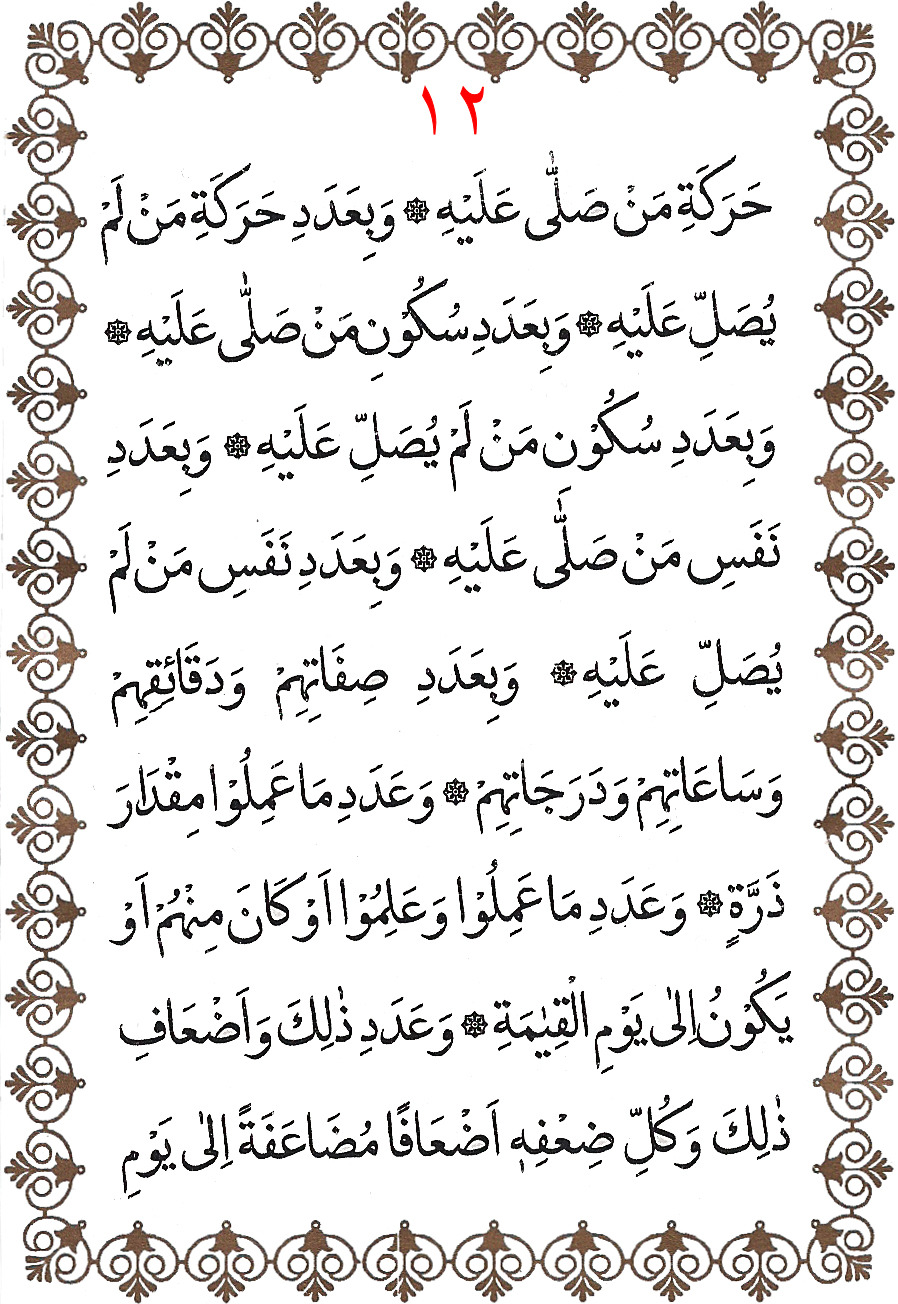 ١٢
حَرَكَةِ مَنْ صَلّٰى عَلَيْهِ ۞ وَبِعَدَدِ حَرَكَةِ مَنْ لَمْ
يُصَلِّ عَلَيْهِ ۞ وَبِعَدَدِ سُكُوْنِ مَنْ صَلّٰى عَلَيْهِ ۞
وَبِعَدَدِ سُكُوْنِ مَنْ لَمْ يُصَلِّ عَلَيْهِ ۞ وَبِعَدَدِ
نَفَسِ مَنْ صَلَّى عَلَيْهِ ۞ وَبِعَدَدِ نَفَسِ مَنْ لَمْ
يُصَلِّ عَلَيْهِ ۞ وَبِعَدَدِ صِفَاتِهِمْ وَدَقَائِقِهِمْ
وَسَاعَاتِهِمْ وَدَرَجَاتِهِمْ ۞ وَعَدَدِ مَا عَمِلُوْا مِقْدَارَ
ذَرَّةٍ ۞ وَعَدَدِ مَا عَمِلُوْا وَعَلِمُوْا اَوْ كَانَ مِنْهُمْ اَوْ
يَكُوْنُ اِلٰى يَوْمِ الْقِيٰمَةِ ۞ وَعَدَدِ ذٰلِكَ وَاَضْعَافِ
ذٰلِكَ وَكُلِّ ضِعْفِهٖ اَضْعَافًا مُضَاعَفَةً اِلٰى يَوْمِ